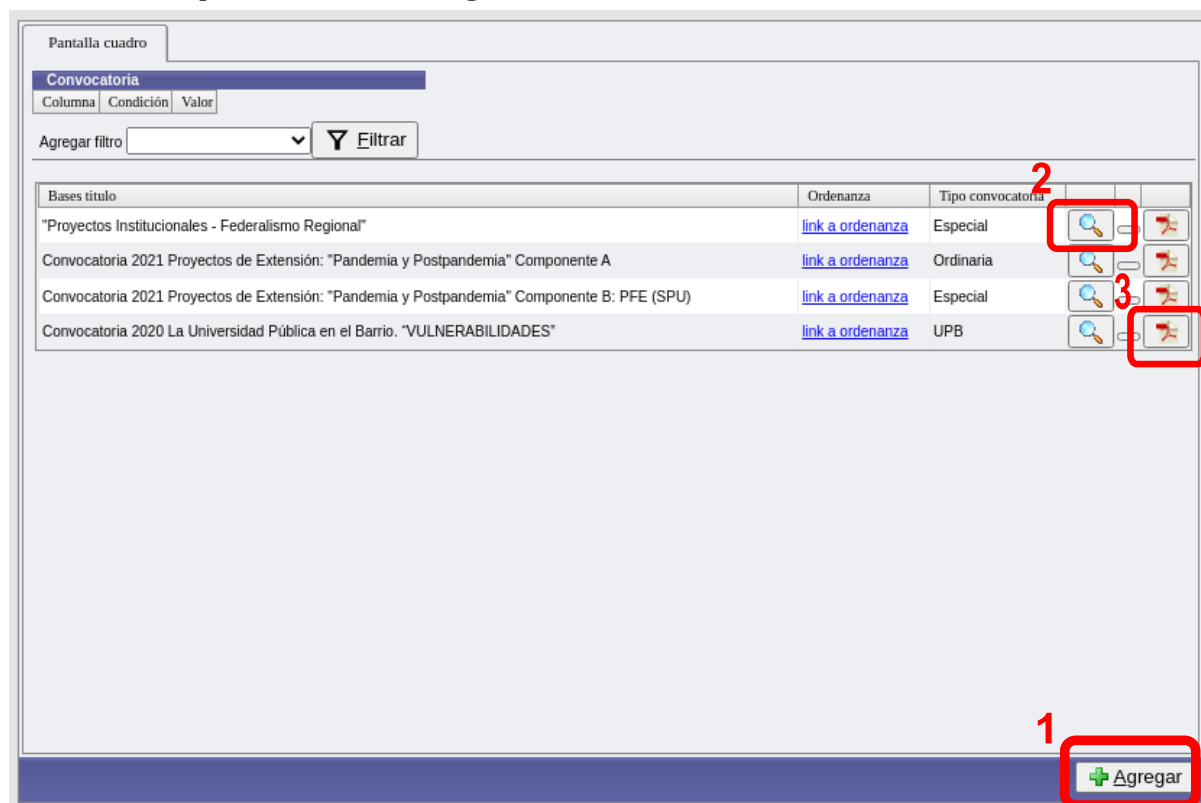 Pantalla cuadro
Convocatoria
Columna Condición Valor
Agregar filtro Filtrar
2
Bases titulo Ordenanza Tipo convocatoria
"Proyectos Institucionales - Federalismo Regional" link a ordenanza Especial
Convocatoria 2021 Proyectos de Extensión: "Pandemia y Postpandemia" Componente A link a ordenanza Ordinaria
3
Convocatoria 2021 Proyectos de Extensión: "Pandemia y Postpandemia" Componente B: PFE (SPU) link a ordenanza Especial
Convocatoria 2020 La Universidad Pública en el Barrio. "VULNERABILIDADES" link a ordenanza UPB
1
Agregar